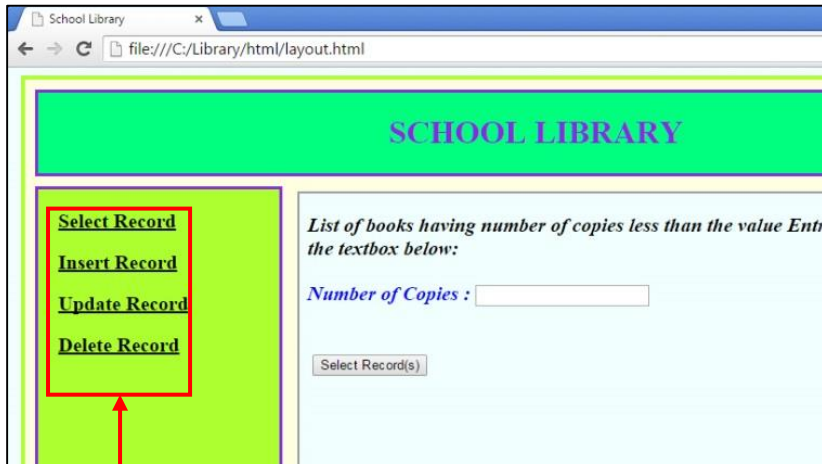 School Library
file:///C:/Library/html/layout.html
SCHOOL LIBRARY
Select Record
Insert Record
Update Record
Delete Record
List of books having number of copies less than the value
the textbox below:
Number of Copies :
Select Record(s)